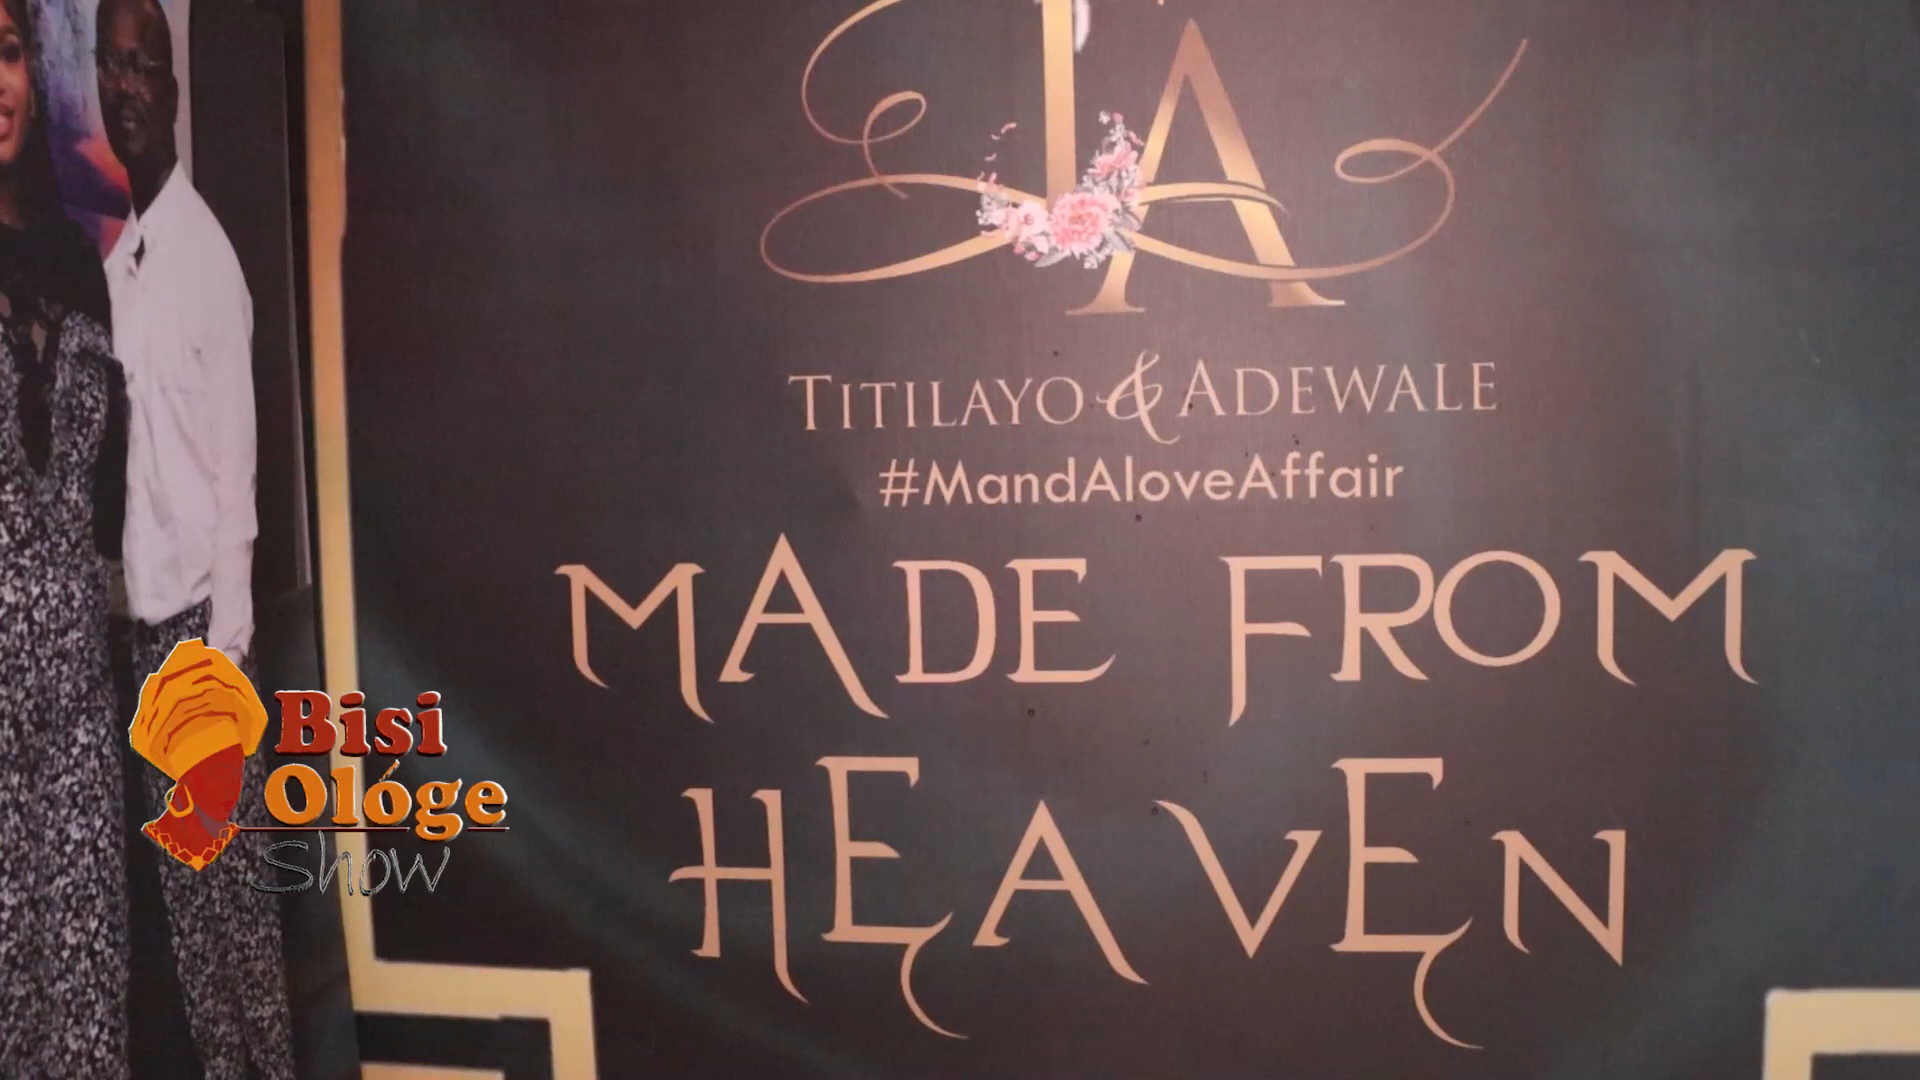 TA
TITILAYO & ADEWALE
#MandAloveAffair
MADE FROM
HEAVEN
Bisi
Ológe
Show